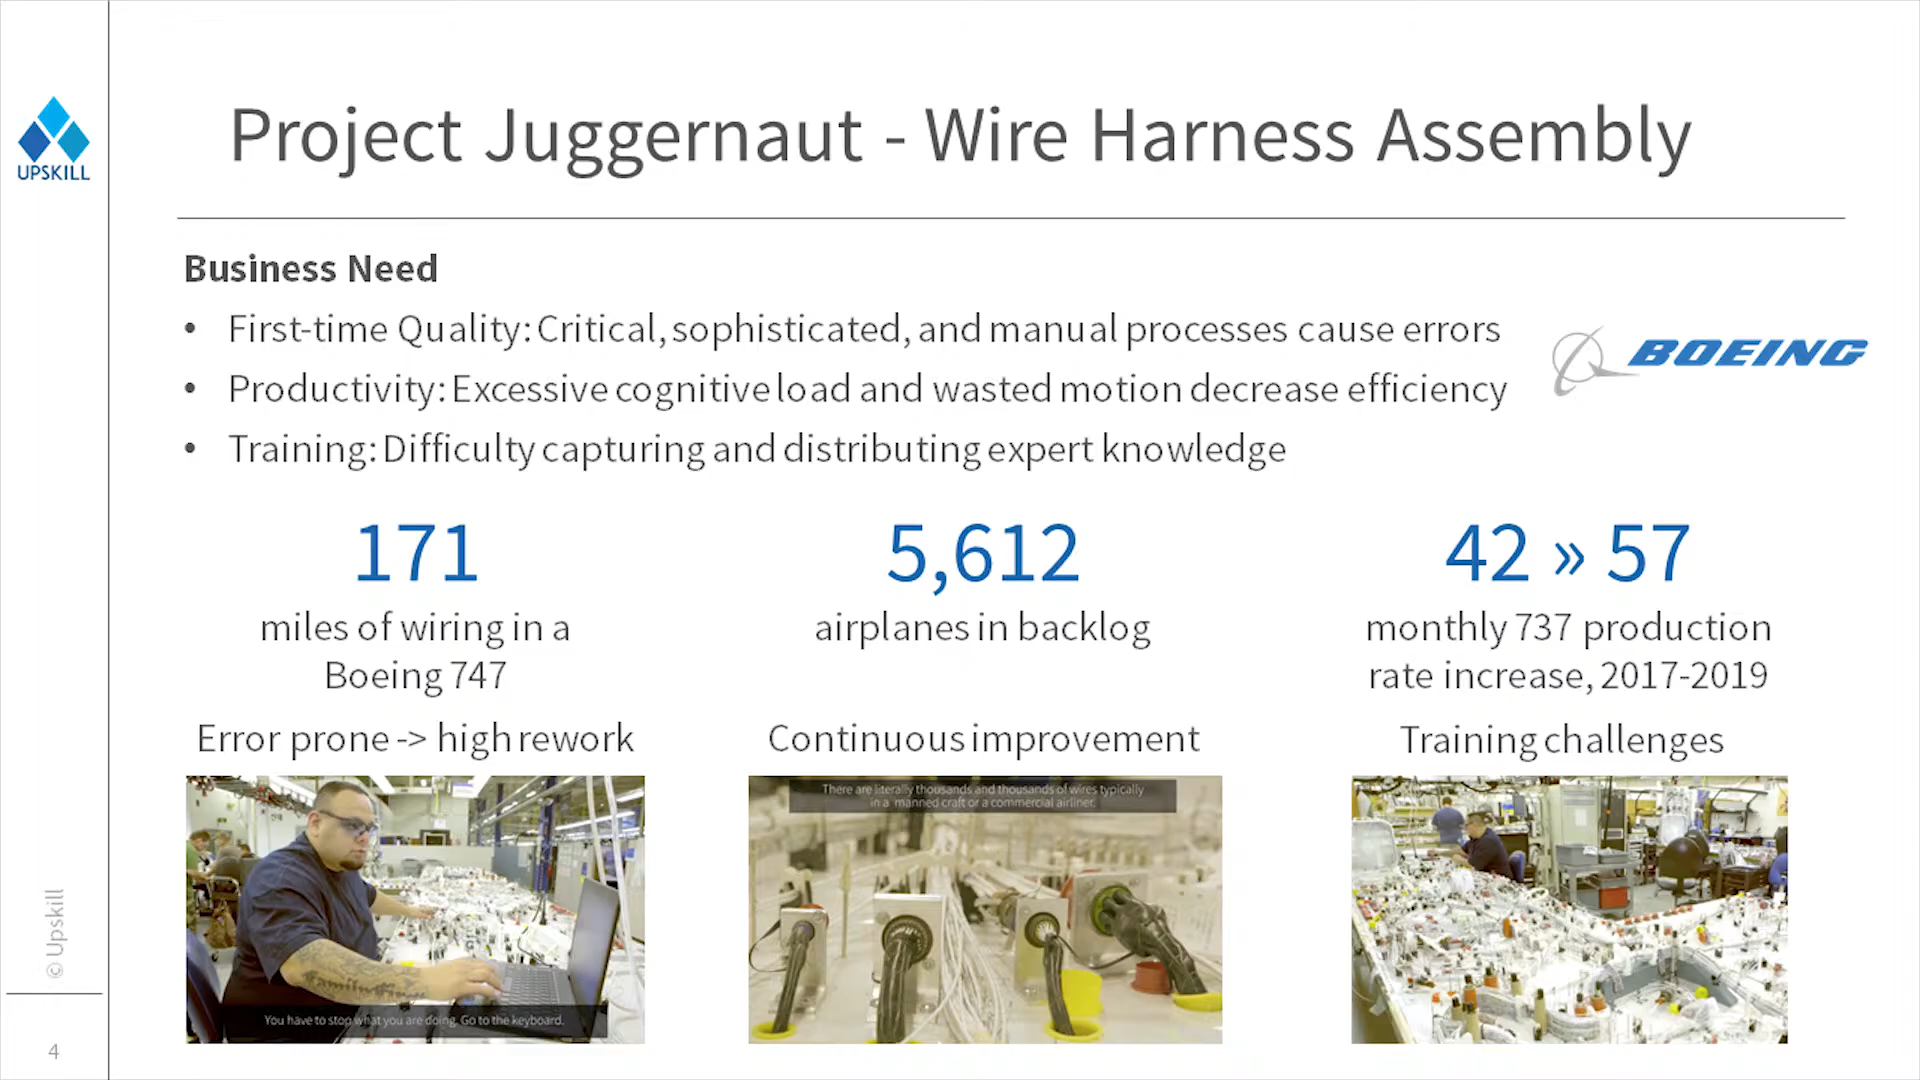 UPSKILL
Project Juggernaut - Wire Harness Assembly
Business Need
• First-time Quality: Critical, sophisticated, and manual processes cause errors
• Productivity: Excessive cognitive load and wasted motion decrease efficiency
• Training: Difficulty capturing and distributing expert knowledge
BOEING
171
miles of wiring in a
Boeing 747
Error prone -> high rework
5,612
airplanes in backlog
Continuous improvement
42 » 57
monthly 737 production
rate increase, 2017-2019
Training challenges
You have to stop what you are doing. Go to the keyboard.
There are literally thousands and thousands of wires typically
in a manned craft or a commercial airliner.
© Upskill
4